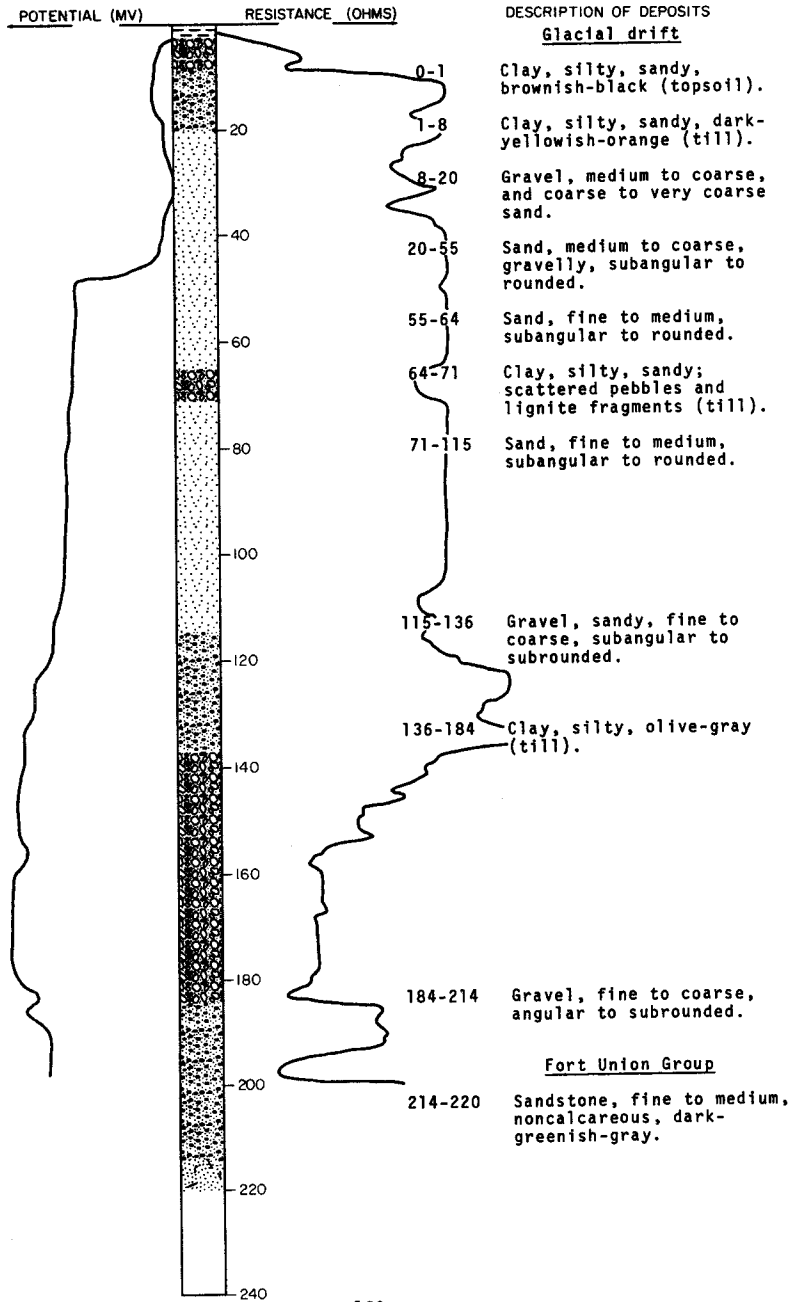 POTENTIAL (MV) RESISTANCE (OHMS) DESCRIPTION OF DEPOSITS
Glacial drift
0-1 Clay, silty, sandy,
brownish-black (topsoil).
1-8 Clay, silty, sandy, dark-
yellowish-orange (till).
20
8-20 Gravel, medium to coarse,
and coarse to very coarse
sand.
40
20-55 Sand, medium to coarse,
gravelly, subangular to
rounded.
55-64 Sand, fine to medium,
subangular to rounded.
60
64-71 Clay, silty, sandy;
scattered pebbles and
lignite fragments (till).
71-115 Sand, fine to medium,
subangular to rounded.
80
100
115-136 Gravel, sandy, fine to
coarse, subangular to
subrounded.
120
136-184 Clay, silty, olive-gray
(till).
140
160
180
184-214 Gravel, fine to coarse,
angular to subrounded.
Fort Union Group
200
214-220 Sandstone, fine to medium,
noncalcareous, dark-
greenish-gray.
220
240